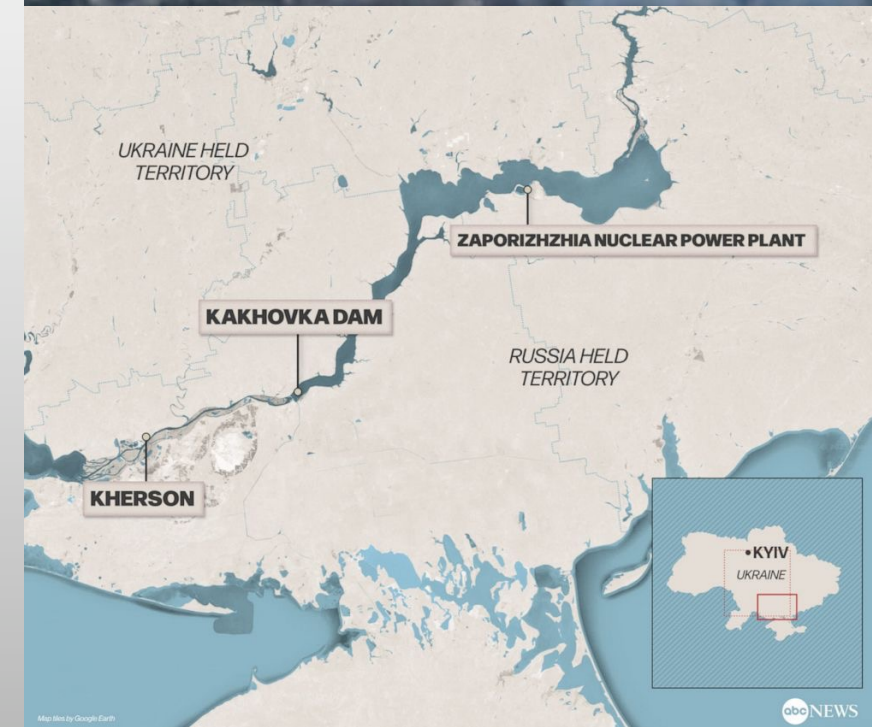 UKRAINE HELD
TERRITORY
ZAPORIZHZHIA NUCLEAR POWER PLANT
KAKHOVKA DAM
RUSSIA HELD
TERRITORY
KHERSON
KYIV
UKRAINE
Map tiles by Google Earth
abc NEWS